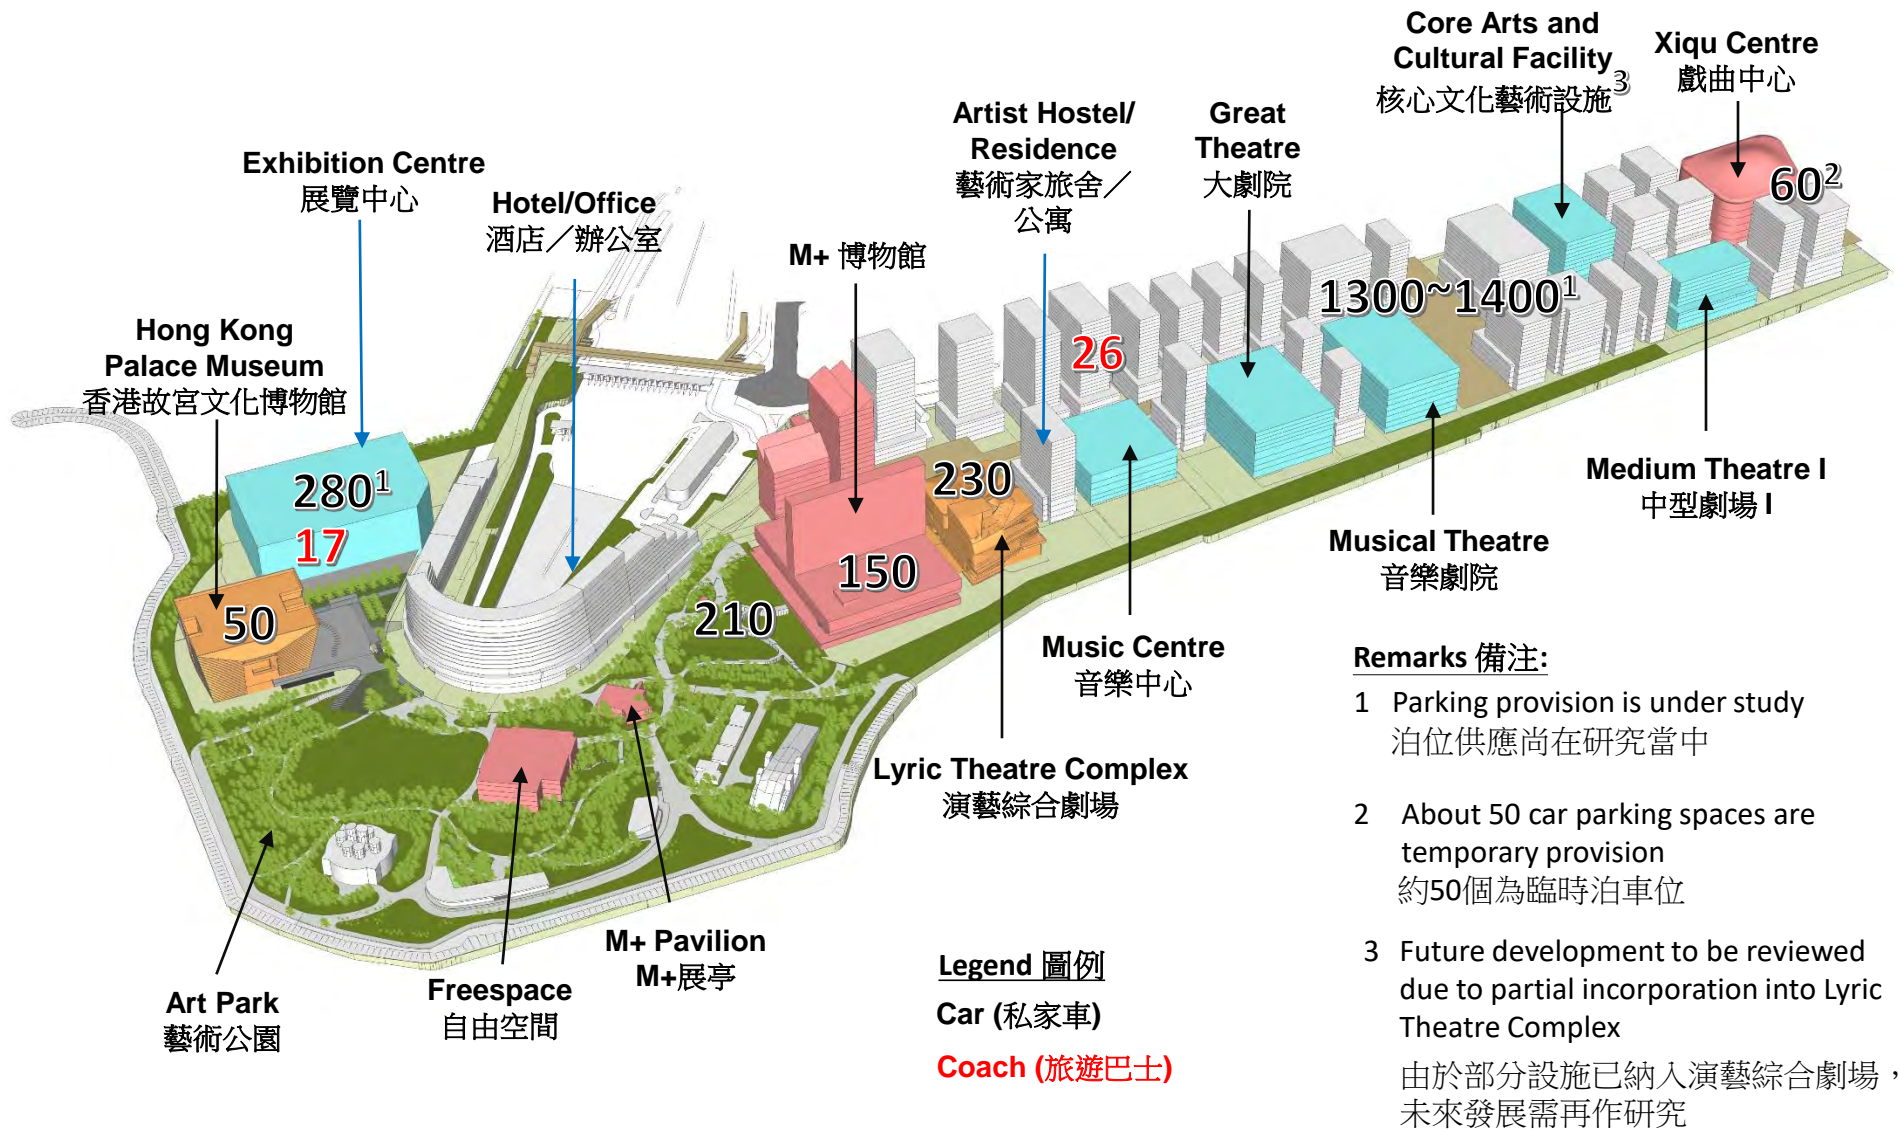 Core Arts and
Cultural Facility
核心文化藝術設施3
Xiqu Centre
戲曲中心
60²
Artist Hostel/
Residence
藝術家旅舍／
公寓
Great
Theatre
大劇院
Exhibition Centre
展覽中心
Hotel/Office
酒店／辦公室
M+ 博物館
1300~1400¹
Hong Kong
Palace Museum
香港故宮文化博物館
26
280¹
17
230
150
50
210
Medium Theatre I
中型劇場 I
Musical Theatre
音樂劇院
Music Centre
音樂中心
Lyric Theatre Complex
演藝綜合劇場
M+ Pavilion
M+展亭
Freespace
自由空間
Art Park
藝術公園
Legend 圖例
Car (私家車)
Coach (旅遊巴士)
Remarks 備注:
1 Parking provision is under study
泊位供應尚在研究當中
2 About 50 car parking spaces are
temporary provision
約50個為臨時泊車位
3 Future development to be reviewed
due to partial incorporation into Lyric
Theatre Complex
由於部分設施已納入演藝綜合劇場，
未來發展需再作研究